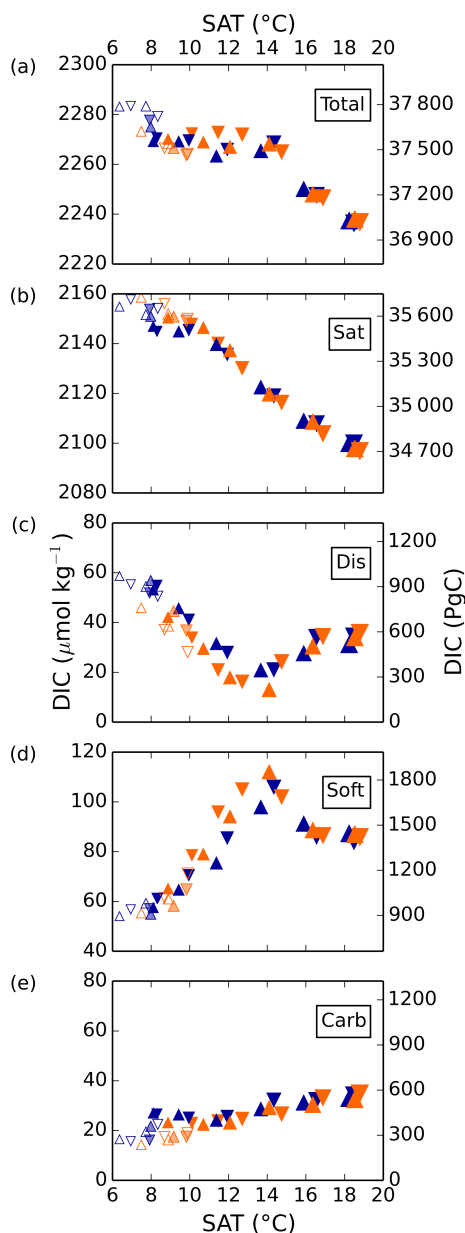 SAT (°C)
6 8 10 12 14 16 18 20
(a)
Total
2300
2280
2260
2240
2220
37 800
37 500
37 200
36 900
(b)
Sat
2160
2140
2120
2100
2080
35 600
35 300
35 000
34 700
(c)
Dis
80
60
40
20
0
1200
900
600
300
0
DIC (μmol kg⁻¹)
DIC (PgC)
(d)
Soft
120
100
80
60
40
1800
1500
1200
900
(e)
Carb
80
60
40
20
0
1200
900
600
300
0
6 8 10 12 14 16 18 20
SAT (°C)